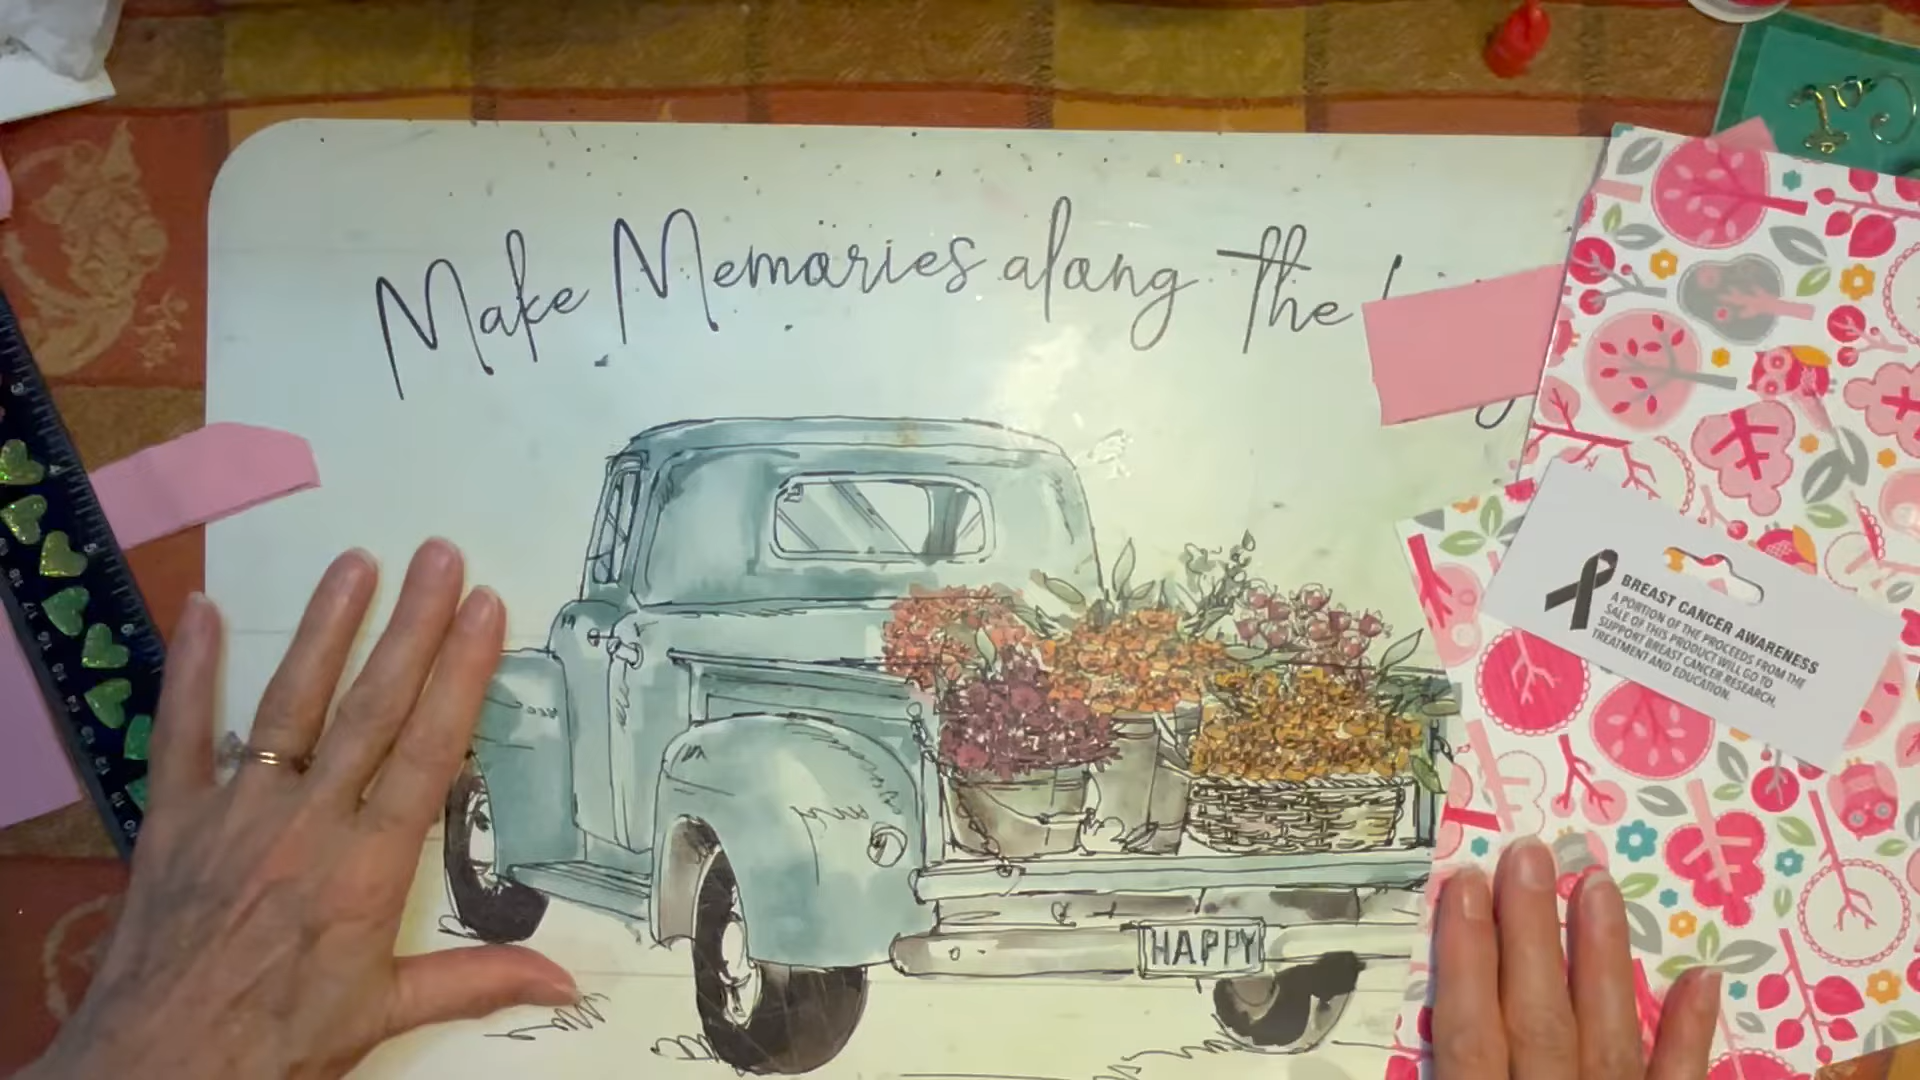 Make Memories along the
HAPPY
BREAST CANCER AWARENESS
A PORTION OF THE PROCEEDS FROM THE
SALE OF THIS PRODUCT WILL GO TO
SUPPORT BREAST CANCER RESEARCH,
TREATMENT AND EDUCATION.